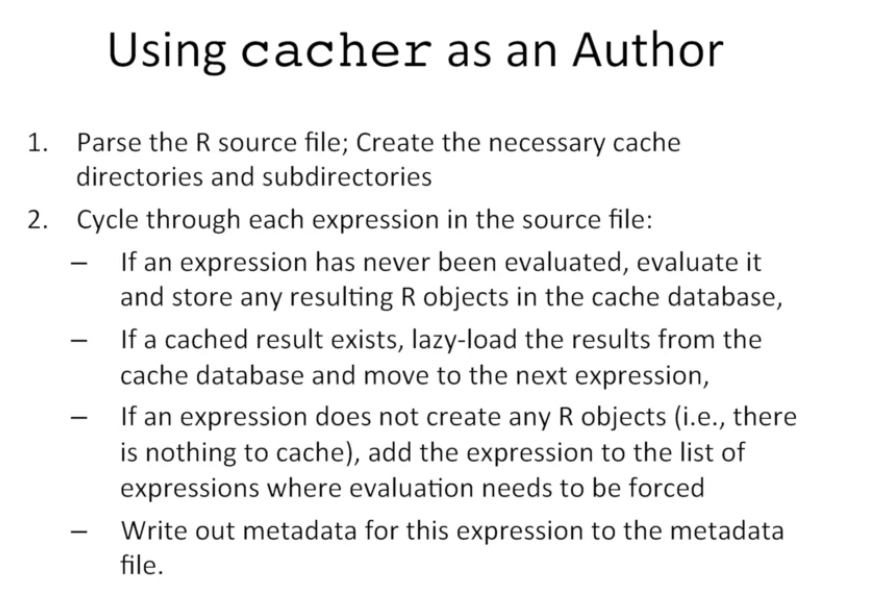 Using cacher as an Author
1. Parse the R source file; Create the necessary cache
directories and subdirectories
2. Cycle through each expression in the source file:
– If an expression has never been evaluated, evaluate it
and store any resulting R objects in the cache database,
– If a cached result exists, lazy-load the results from the
cache database and move to the next expression,
– If an expression does not create any R objects (i.e., there
is nothing to cache), add the expression to the list of
expressions where evaluation needs to be forced
– Write out metadata for this expression to the metadata
file.